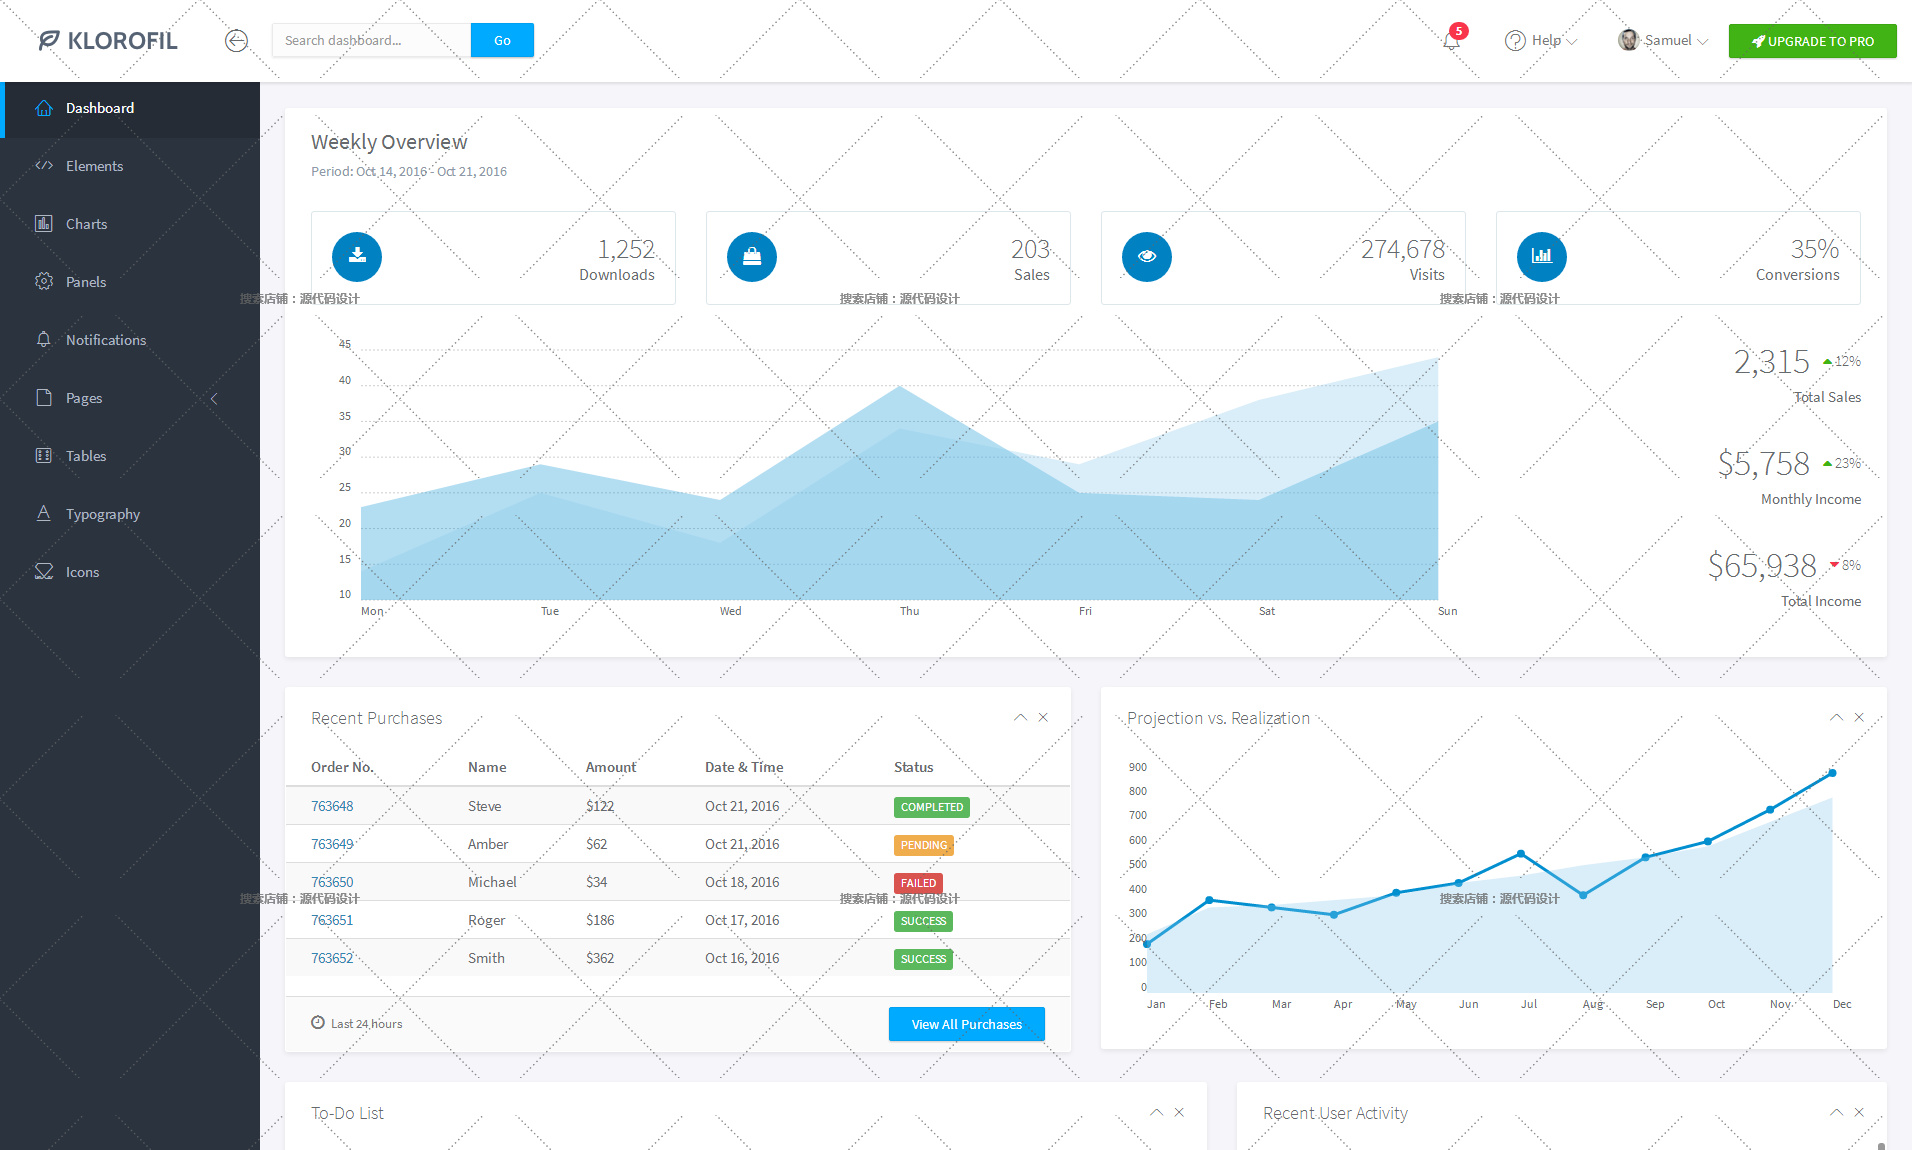 KLOROFIL
Search dashboard...
Go
5
Help
Samuel
UPGRADE TO PRO
Dashboard
Elements
Charts
Panels
Notifications
Pages
Tables
Typography
Icons
Weekly Overview
Period: Oct 14, 2016 - Oct 21, 2016
1,252
Downloads
203
Sales
274,678
Visits
35%
Conversions
搜索店铺：源代码设计
搜索店铺：源代码设计
搜索店铺：源代码设计
45
40
35
30
25
20
15
10
Mon
Tue
Wed
Thu
Fri
Sat
Sun
2,315
12%
Total Sales
$5,758
23%
Monthly Income
$65,938
8%
Total Income
Recent Purchases
Order No. Name Amount Date & Time Status
763648 Steve $122 Oct 21, 2016 COMPLETED
763649 Amber $62 Oct 21, 2016 PENDING
763650 Michael $34 Oct 18, 2016 FAILED
搜索店铺：源代码设计
搜索店铺：源代码设计
763651 Roger $186 Oct 17, 2016 SUCCESS
763652 Smith $362 Oct 16, 2016 SUCCESS
Last 24 hours
View All Purchases
Projection vs. Realization
900
800
700
600
500
400
搜索店铺：源代码设计
300
200
100
0
Jan
Feb
Mar
Apr
May
Jun
Jul
Aug
Sep
Oct
Nov
Dec
To-Do List
Recent User Activity